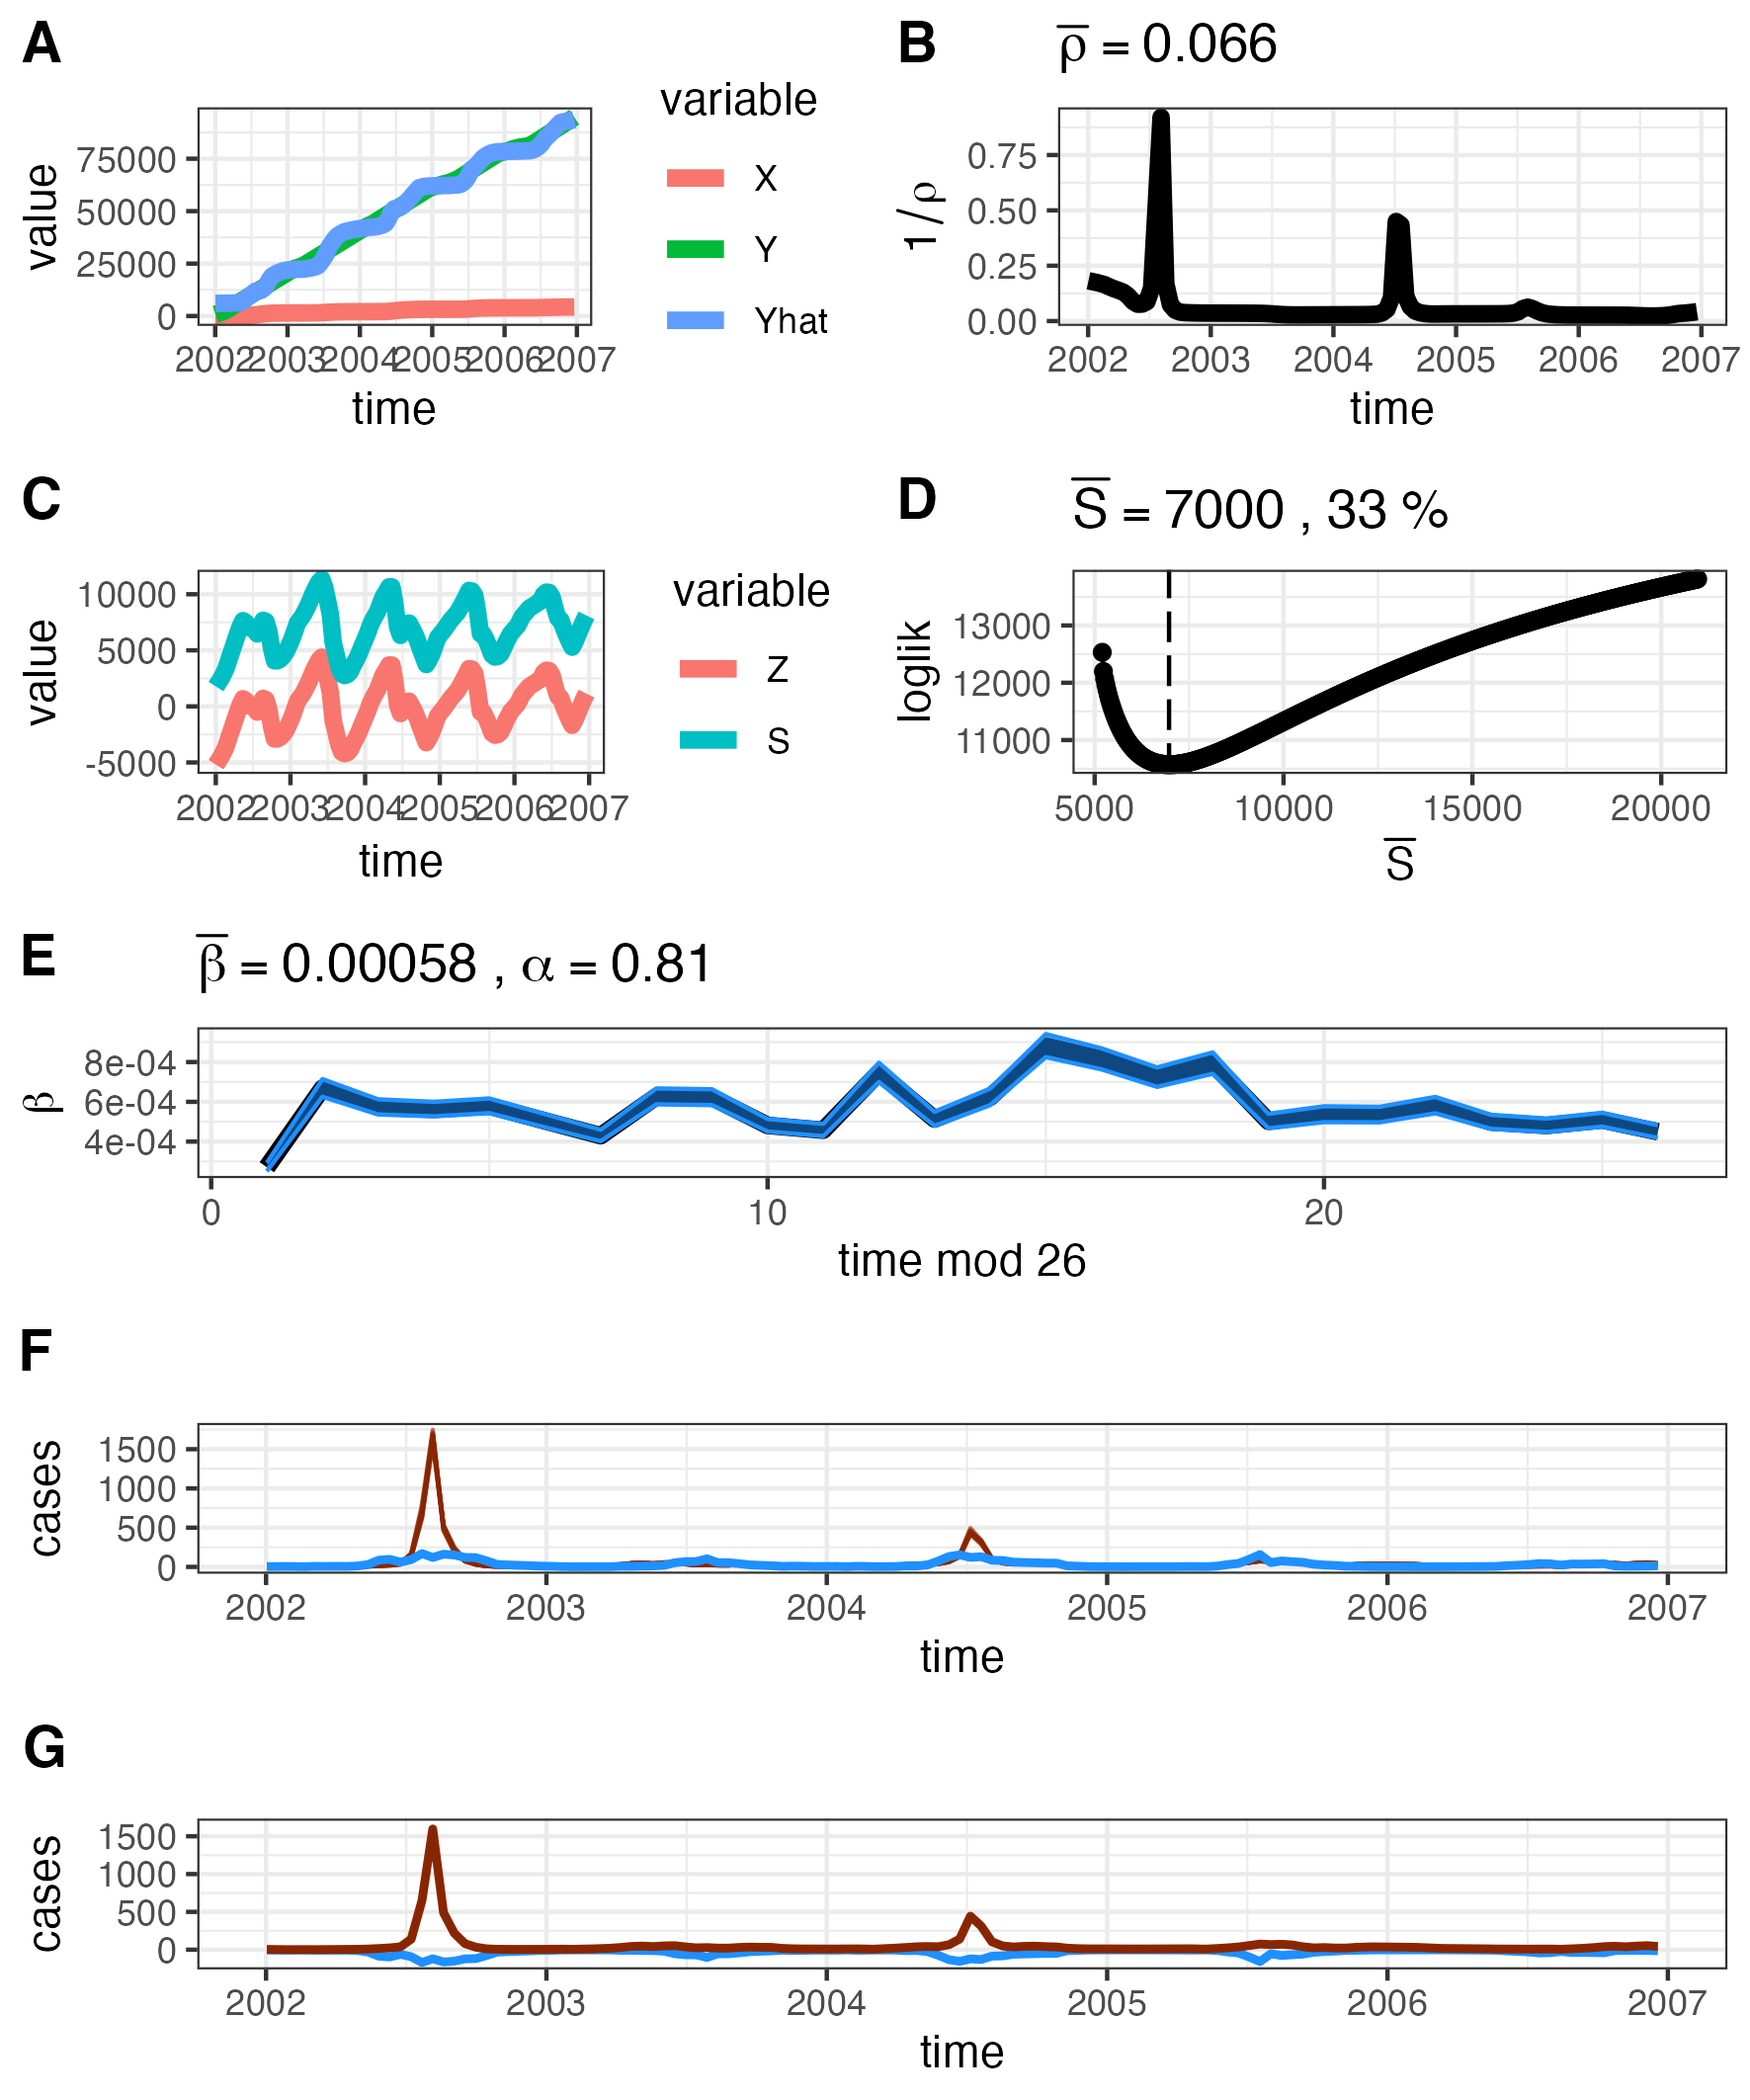 A
variable
value
75000
50000
25000
0
X
Y
Yhat
2002
2003
2004
2005
2006
2007
time
B
ρ̅ = 0.066
1/ρ
0.75
0.50
0.25
0.00
2002
2003
2004
2005
2006
2007
time
C
variable
value
10000
5000
0
-5000
Z
S
2002
2003
2004
2005
2006
2007
time
D
S̅ = 7000 , 33 %
loglik
13000
12000
11000
5000
10000
15000
20000
S̅
E
β̅ = 0.00058 , α = 0.81
β
8e-04
6e-04
4e-04
0
10
20
time mod 26
F
cases
1500
1000
500
0
2002
2003
2004
2005
2006
2007
time
G
cases
1500
1000
500
0
2002
2003
2004
2005
2006
2007
time